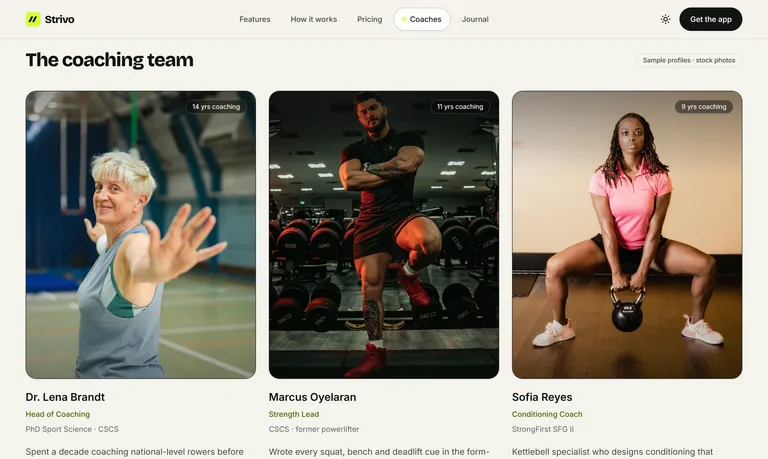 Strivo
Features
How it works
Pricing
Coaches
Journal
Get the app
The coaching team
Sample profiles · stock photos
14 yrs coaching
11 yrs coaching
9 yrs coaching
Dr. Lena Brandt
Head of Coaching
PhD Sport Science · CSCS
Spent a decade coaching national-level rowers before
Marcus Oyelaran
Strength Lead
CSCS · former powerlifter
Wrote every squat, bench and deadlift cue in the form-
Sofia Reyes
Conditioning Coach
StrongFirst SFG II
Kettlebell specialist who designs conditioning that